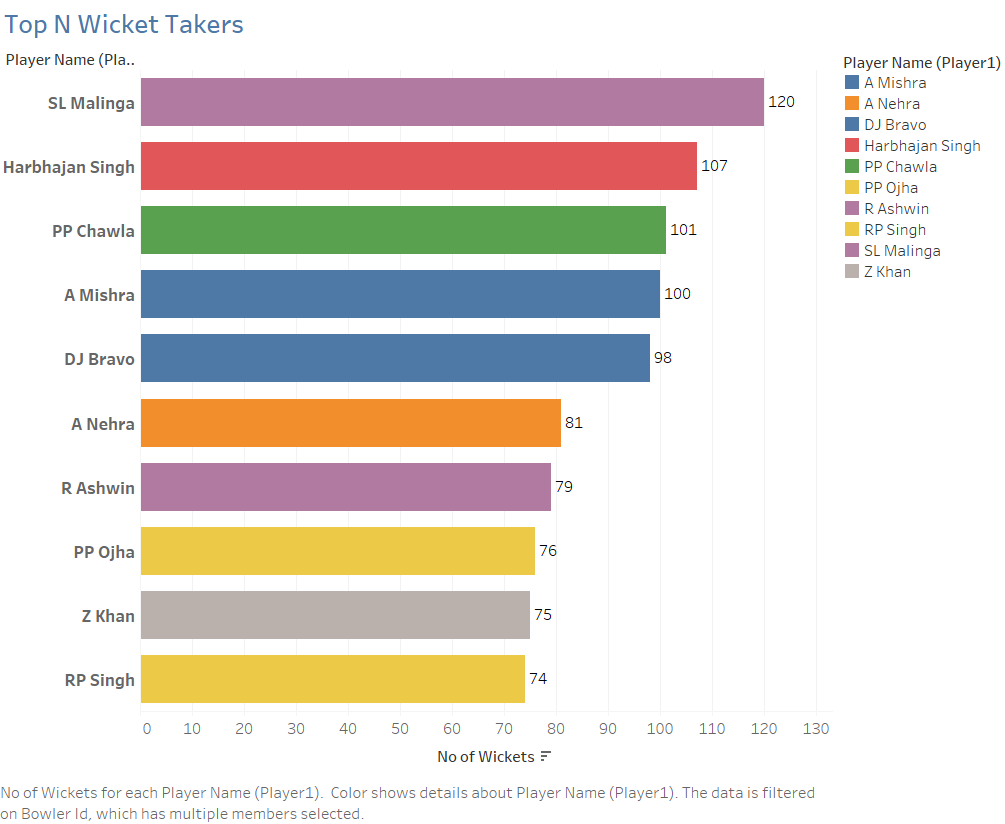 Top N Wicket Takers
Player Name (Pla..
SL Malinga 120
Harbhajan Singh 107
PP Chawla 101
A Mishra 100
DJ Bravo 98
A Nehra 81
R Ashwin 79
PP Ojha 76
Z Khan 75
RP Singh 74
0 10 20 30 40 50 60 70 80 90 100 110 120 130
No of Wickets
Player Name (Player1)
A Mishra
A Nehra
DJ Bravo
Harbhajan Singh
PP Chawla
PP Ojha
R Ashwin
RP Singh
SL Malinga
Z Khan
No of Wickets for each Player Name (Player1).  Color shows details about Player Name (Player1). The data is filtered
on Bowler Id, which has multiple members selected.